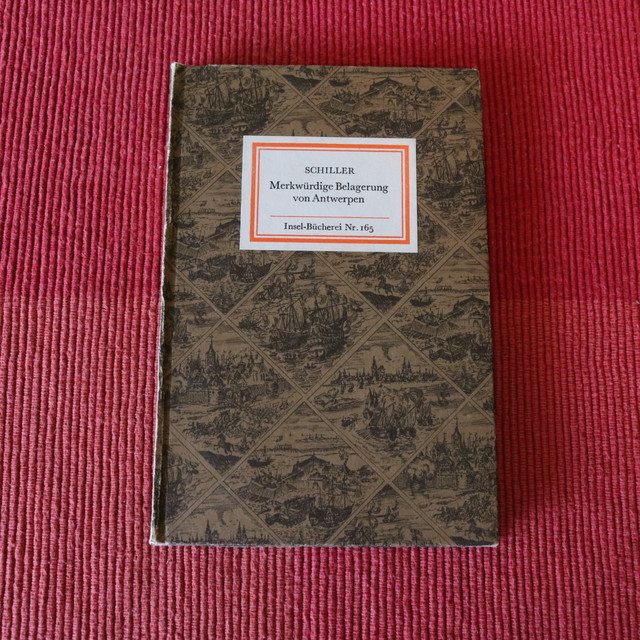 SCHILLER
Merkwürdige Belagerung
von Antwerpen
Insel-Bücherei Nr. 165